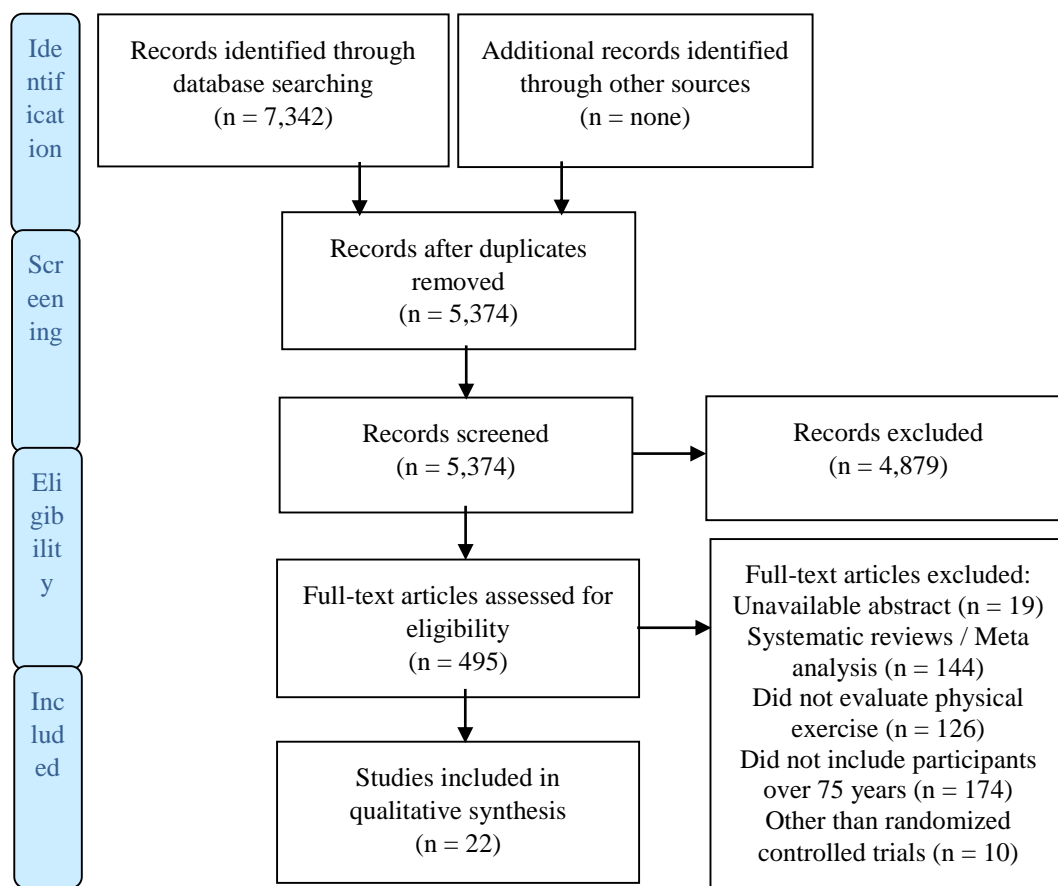 Ide
ntif
icat
ion
Records identified through
database searching
(n = 7,342)
Additional records identified
through other sources
(n = none)
Records after duplicates
removed
(n = 5,374)
Scr
een
ing
Records screened
(n = 5,374)
Records excluded
(n = 4,879)
Eli
gib
ilit
y
Full-text articles assessed for
eligibility
(n = 495)
Full-text articles excluded:
Unavailable abstract (n = 19)
Systematic reviews / Meta
analysis (n = 144)
Did not evaluate physical
exercise (n = 126)
Did not include participants
over 75 years (n = 174)
Other than randomized
controlled trials (n = 10)
Inc
lud
ed
Studies included in
qualitative synthesis
(n = 22)